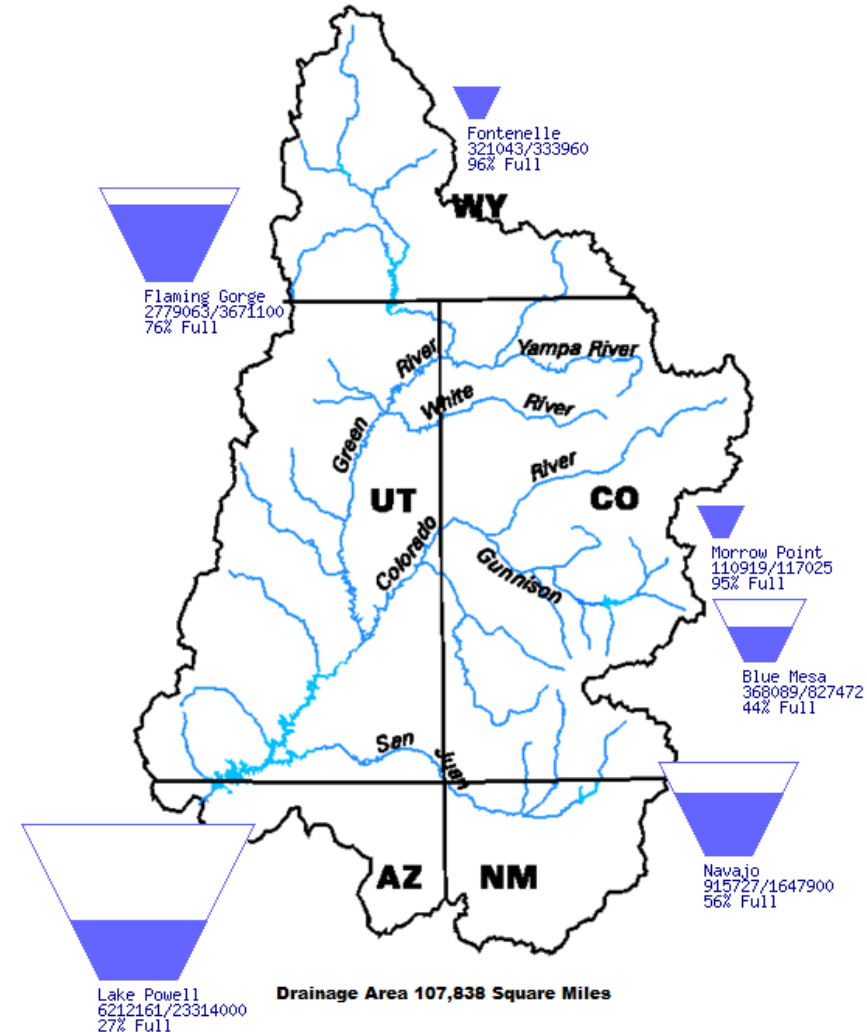 Fontenelle
321043/333960
96% Full
WY
Flaming Gorge
2779063/3671100
76% Full
Green River
Yampa River
White River
UT
CO
Colorado River
Gunnison
Morrow Point
110919/117025
95% Full
Blue Mesa
368089/827472
44% Full
San Juan
Navajo
915727/1647900
56% Full
AZ
NM
Lake Powell
6212161/23314000
27% Full
Drainage Area 107,838 Square Miles